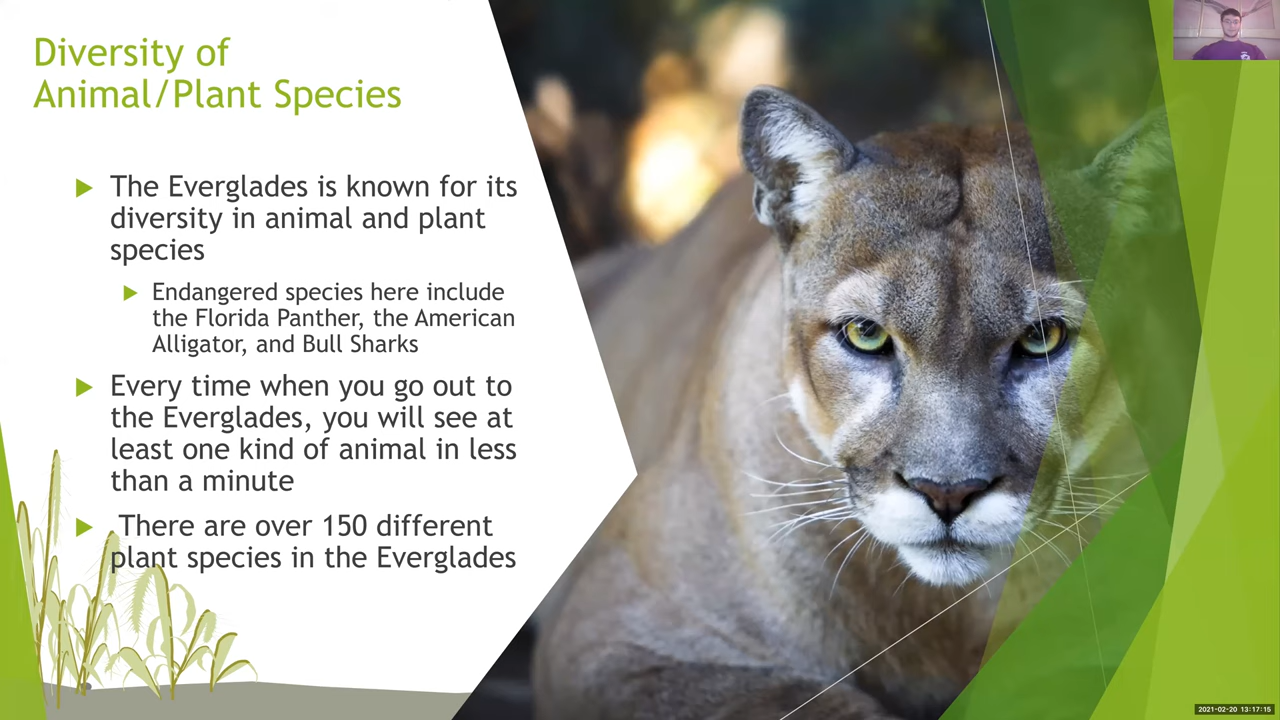 Diversity of
Animal/Plant Species
The Everglades is known for its
diversity in animal and plant
species
Endangered species here include
the Florida Panther, the American
Alligator, and Bull Sharks
Every time when you go out to
the Everglades, you will see at
least one kind of animal in less
than a minute
There are over 150 different
plant species in the Everglades
2021-02-20 13:17:15